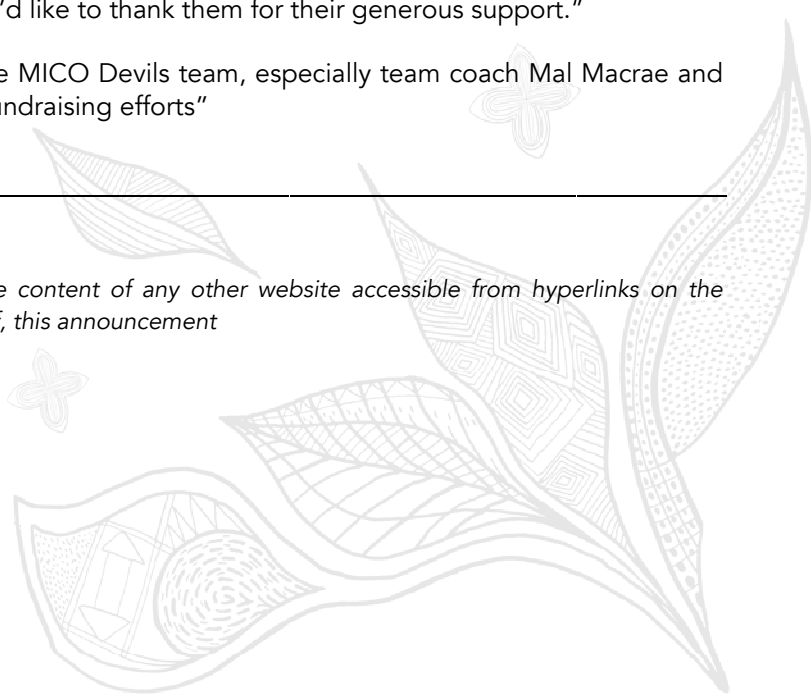 'd like to thank them for their generous support.”
e MICO Devils team, especially team coach Mal Macrae and
undraising efforts”
e content of any other website accessible from hyperlinks on the
, this announcement